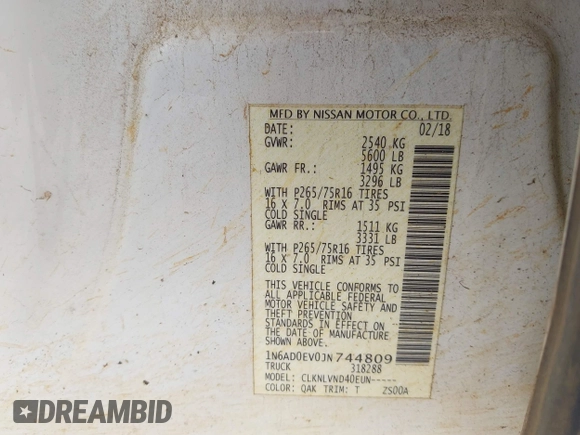 MFD BY NISSAN MOTOR CO., LTD.
DATE: 02/18
GVWR: 2540 KG
5600 LB
GAWR FR.: 1495 KG
3296 LB
WITH P265/75R16 TIRES
16 X 7.0 RIMS AT 35 PSI
COLD SINGLE
GAWR RR.: 1511 KG
3331 LB
WITH P265/75R16 TIRES
16 X 7.0 RIMS AT 35 PSI
COLD SINGLE
THIS VEHICLE CONFORMS TO
ALL APPLICABLE FEDERAL
MOTOR VEHICLE SAFETY AND
THEFT PREVENTION
STANDARDS IN EFFECT ON
THE DATE OF MANUFACTURE
SHOWN ABOVE.
1N6AD0EV0JN744809
TRUCK 318288
MODEL: CLKNLVND40EUN-----
COLOR: QAK TRIM: T ZS00A
DREAMBID